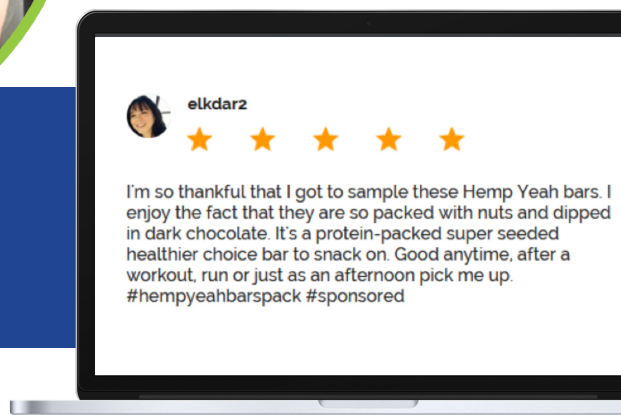 elkdar2
I'm so thankful that I got to sample these Hemp Yeah bars. I
enjoy the fact that they are so packed with nuts and dipped
in dark chocolate. It's a protein-packed super seeded
healthier choice bar to snack on. Good anytime, after a
workout, run or just as an afternoon pick me up.
#hempyeahbarspack #sponsored